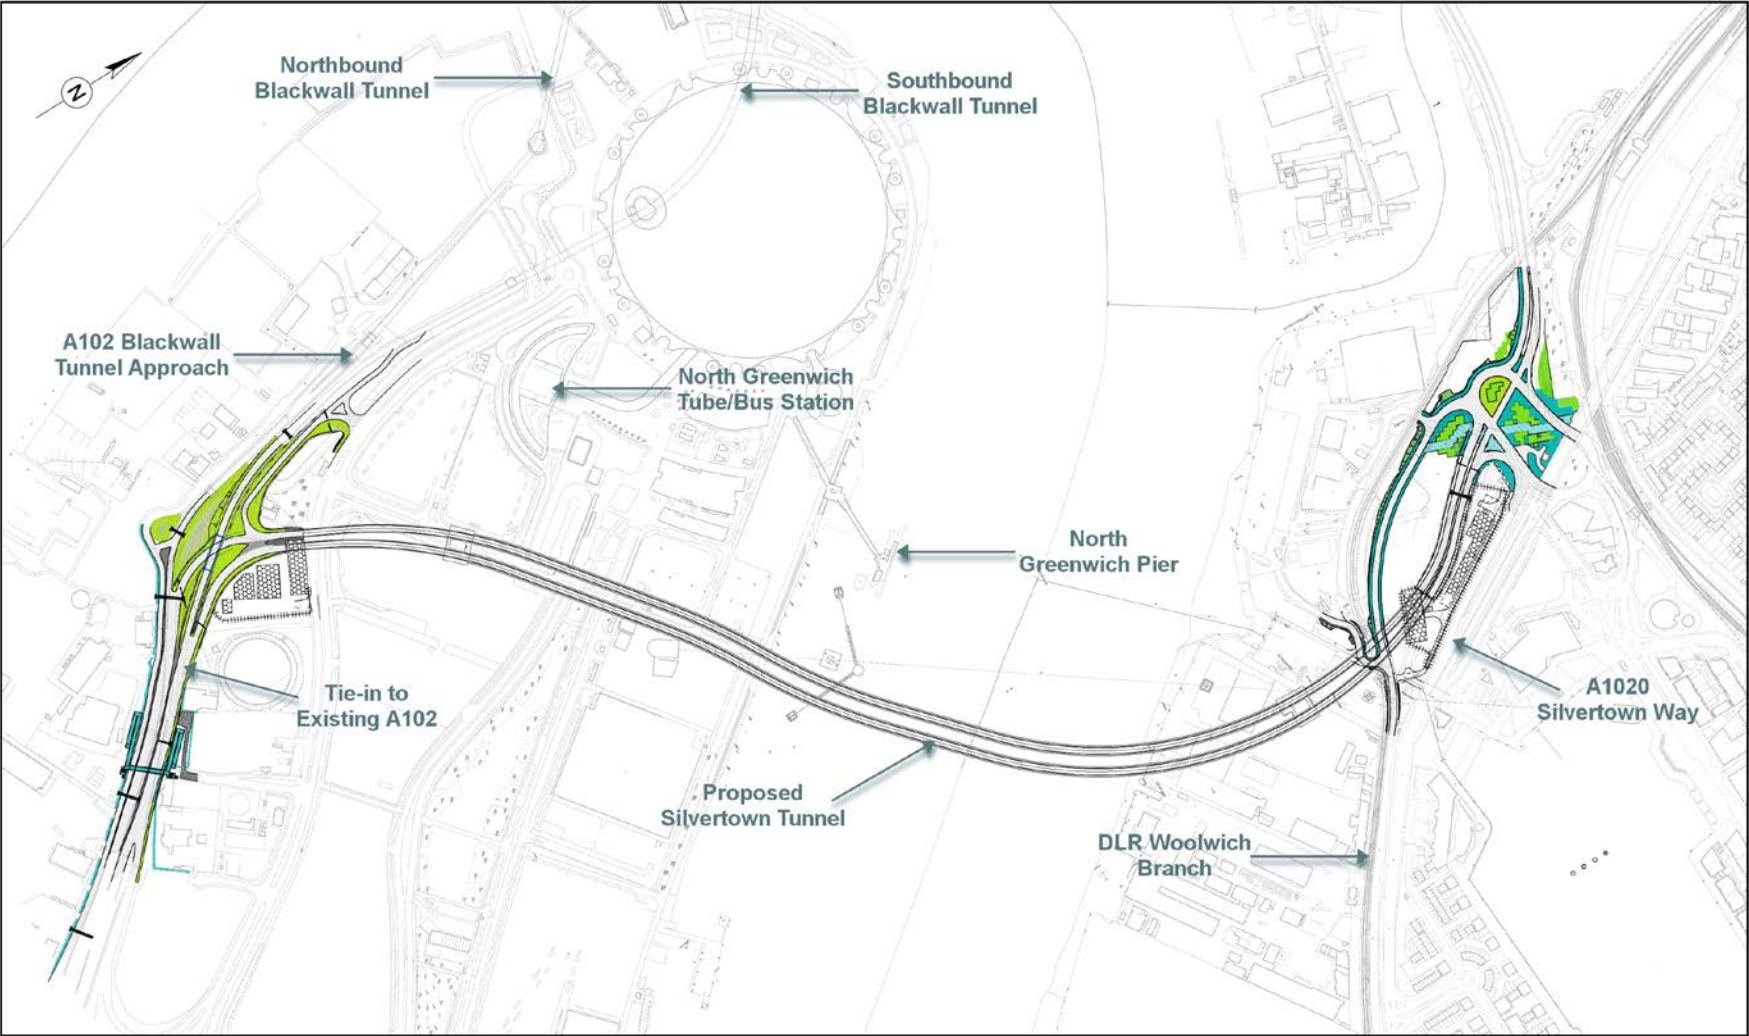 Northbound
Blackwall Tunnel
Southbound
Blackwall Tunnel
N
A102 Blackwall
Tunnel Approach
North Greenwich
Tube/Bus Station
North
Greenwich Pier
Tie-in to
Existing A102
A1020
Silvertown Way
Proposed
Silvertown Tunnel
DLR Woolwich
Branch